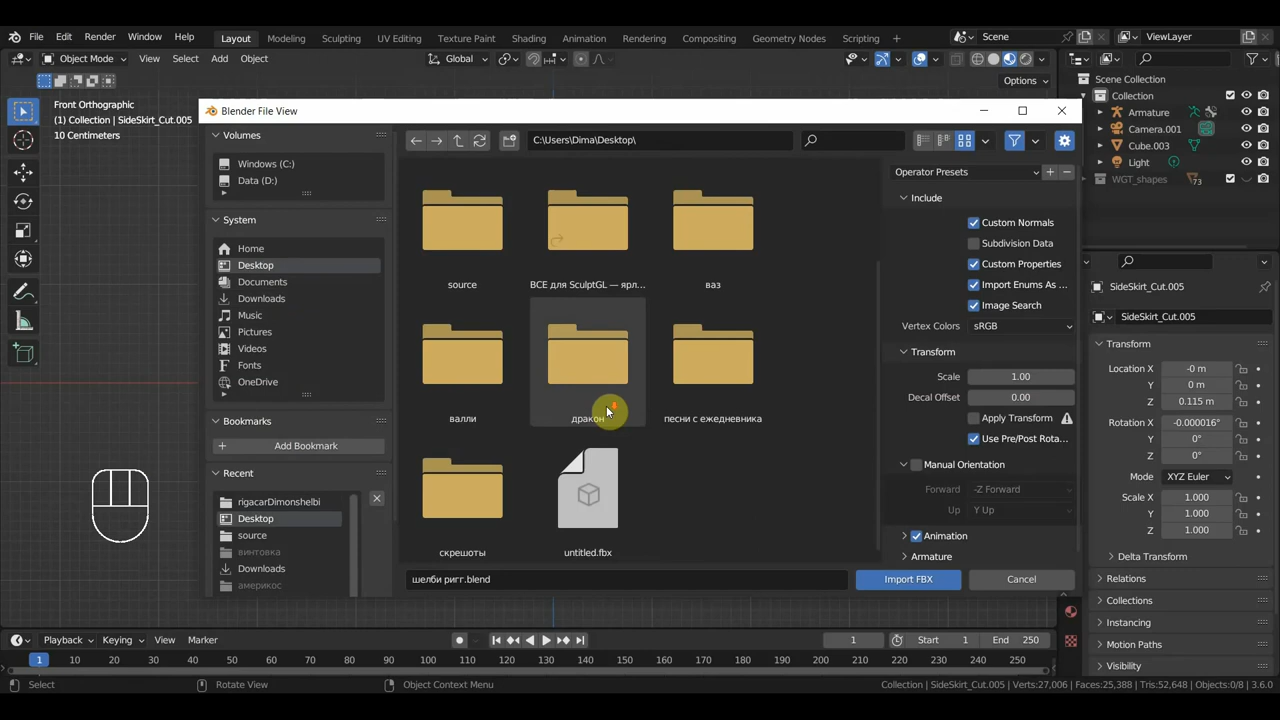 File Edit Render Window Help Layout Modeling Sculpting UV Editing Texture Paint Shading Animation Rendering Compositing Geometry Nodes Scripting + Scene ViewLayer
Object Mode View Select Add Object Global
Options
Front Orthographic
(1) Collection | SideSkirt_Cut.005
10 Centimeters
Blender File View
Volumes
Windows (C:)
Data (D:)
System
Home
Desktop
Documents
Downloads
Music
Pictures
Videos
Fonts
OneDrive
Bookmarks
Add Bookmark
Recent
rigacarDimonshelbi
Desktop
source
винтовка
Downloads
америкос
C:\Users\Dima\Desktop\
source
ВСЕ для SculptGL — ярл...
ваз
валли
дракон
песни с ежедневника
скрешоты
untitled.fbx
шелби ригг.blend
Import FBX
Cancel
Operator Presets
Include
Custom Normals
Subdivision Data
Custom Properties
Import Enums As ...
Image Search
Vertex Colors sRGB
Transform
Scale 1.00
Decal Offset 0.00
Apply Transform
Use Pre/Post Rota...
Manual Orientation
Forward -Z Forward
Up Y Up
Animation
Armature
Scene Collection
Collection
Armature
Camera.001
Cube.003
Light
WGT_shapes 73
SideSkirt_Cut.005
SideSkirt_Cut.005
Transform
Location X -0 m
Y 0 m
Z 0.115 m
Rotation X -0.000016°
Y 0°
Z 0°
Mode XYZ Euler
Scale X 1.000
Y 1.000
Z 1.000
Delta Transform
Relations
Collections
Instancing
Motion Paths
Visibility
Playback Keying View Marker 1 Start 1 End 250
1 10 20 30 40 50 60 70 80 90 100 110 120 130 140 150 160 170 180 190 200 210 220 230 240 250
Select Rotate View Object Context Menu Collection | SideSkirt_Cut.005 | Verts:27,006 | Faces:25,388 | Tris:52,648 | Objects:0/8 | 3.6.0